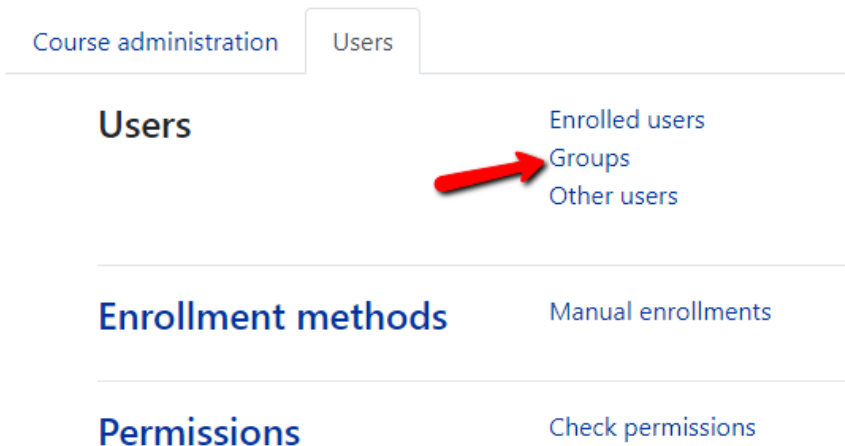 Course administration Users
Users Enrolled users
Groups
Other users
Enrollment methods Manual enrollments
Permissions Check permissions